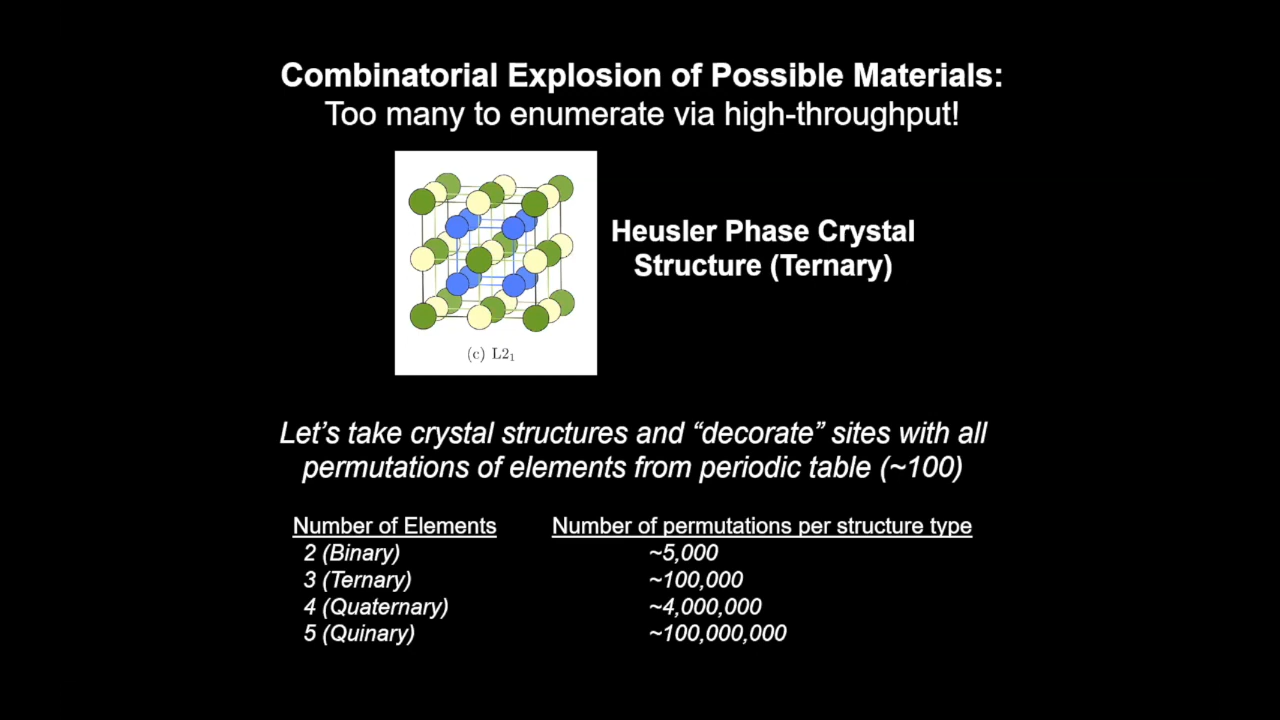 Combinatorial Explosion of Possible Materials:
Too many to enumerate via high-throughput!
Heusler Phase Crystal
Structure (Ternary)
(c) L2₁
Let's take crystal structures and “decorate” sites with all
permutations of elements from periodic table (~100)
Number of Elements Number of permutations per structure type
2 (Binary) ~5,000
3 (Ternary) ~100,000
4 (Quaternary) ~4,000,000
5 (Quinary) ~100,000,000